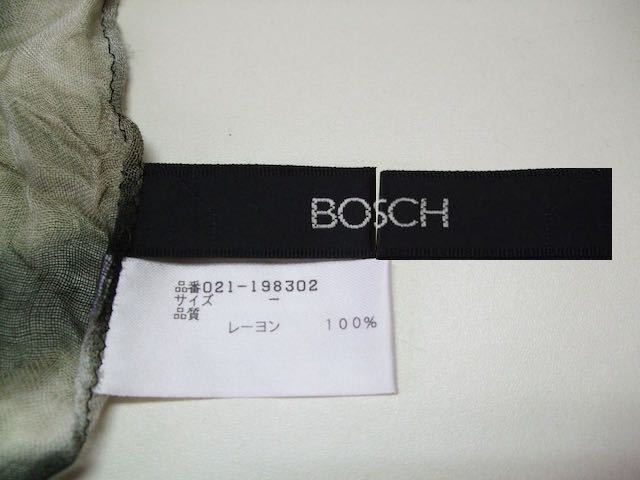 BOSCH
品番021-198302
サイズ ー
品質
レーヨン 100%